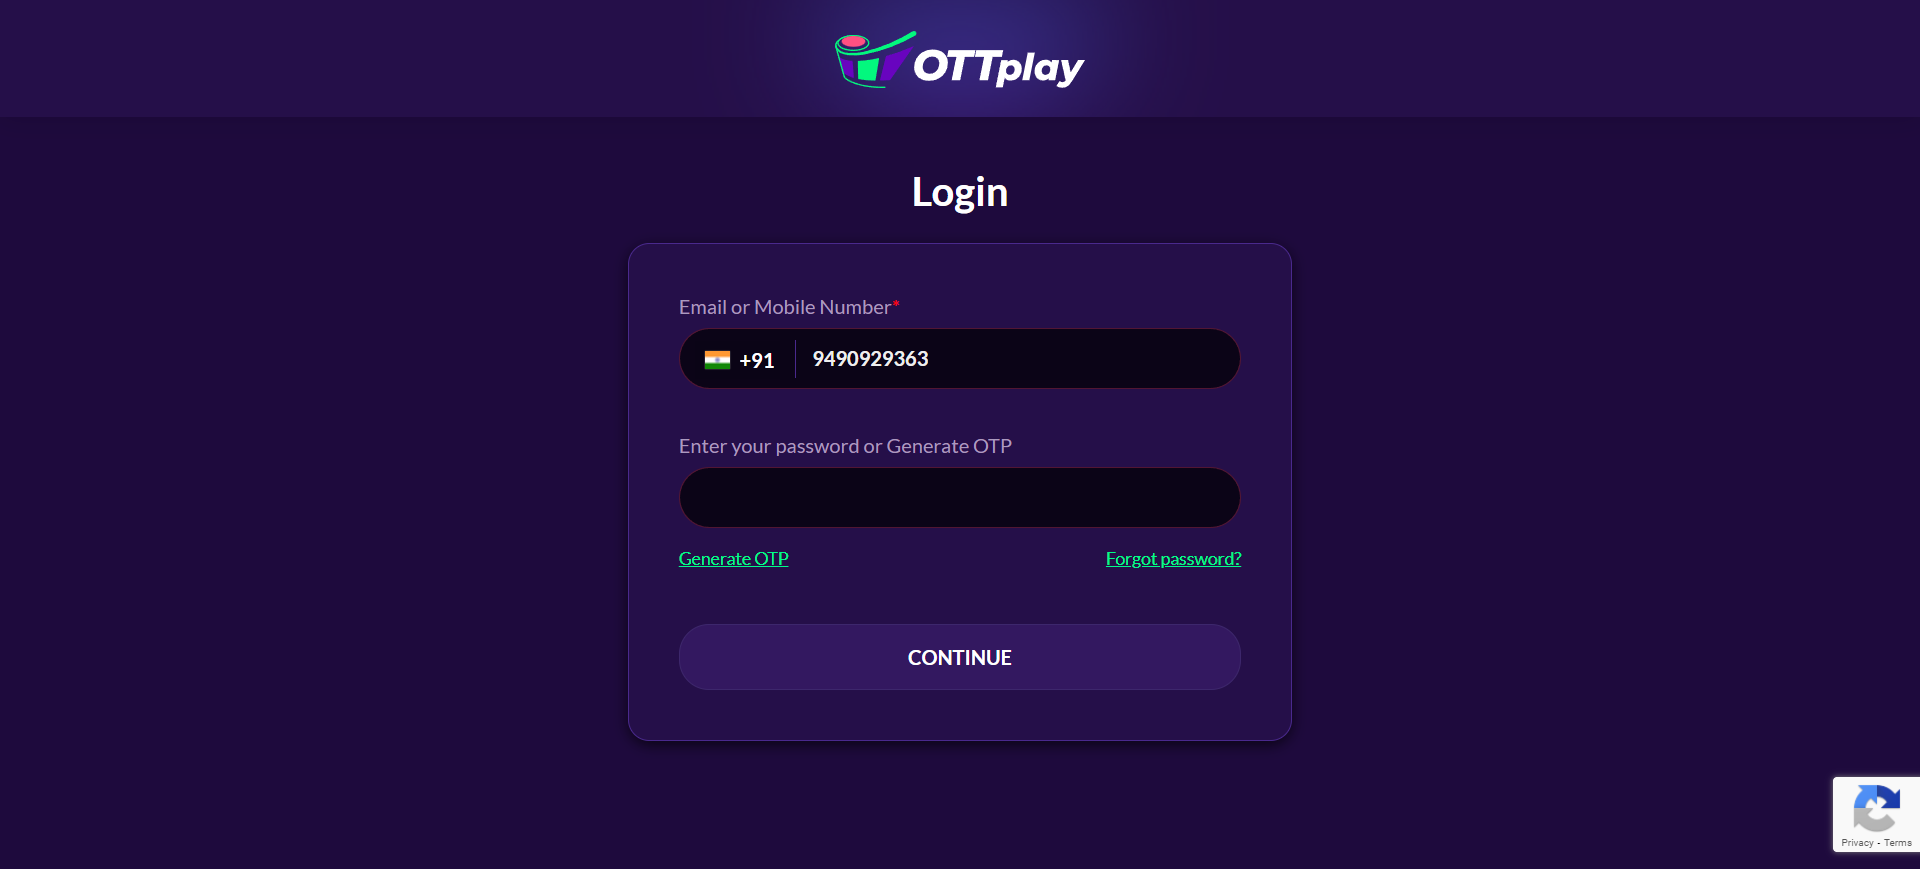 OTTplay
Login
Email or Mobile Number*
+91 9490929363
Enter your password or Generate OTP
Generate OTP Forgot password?
CONTINUE
Privacy - Terms